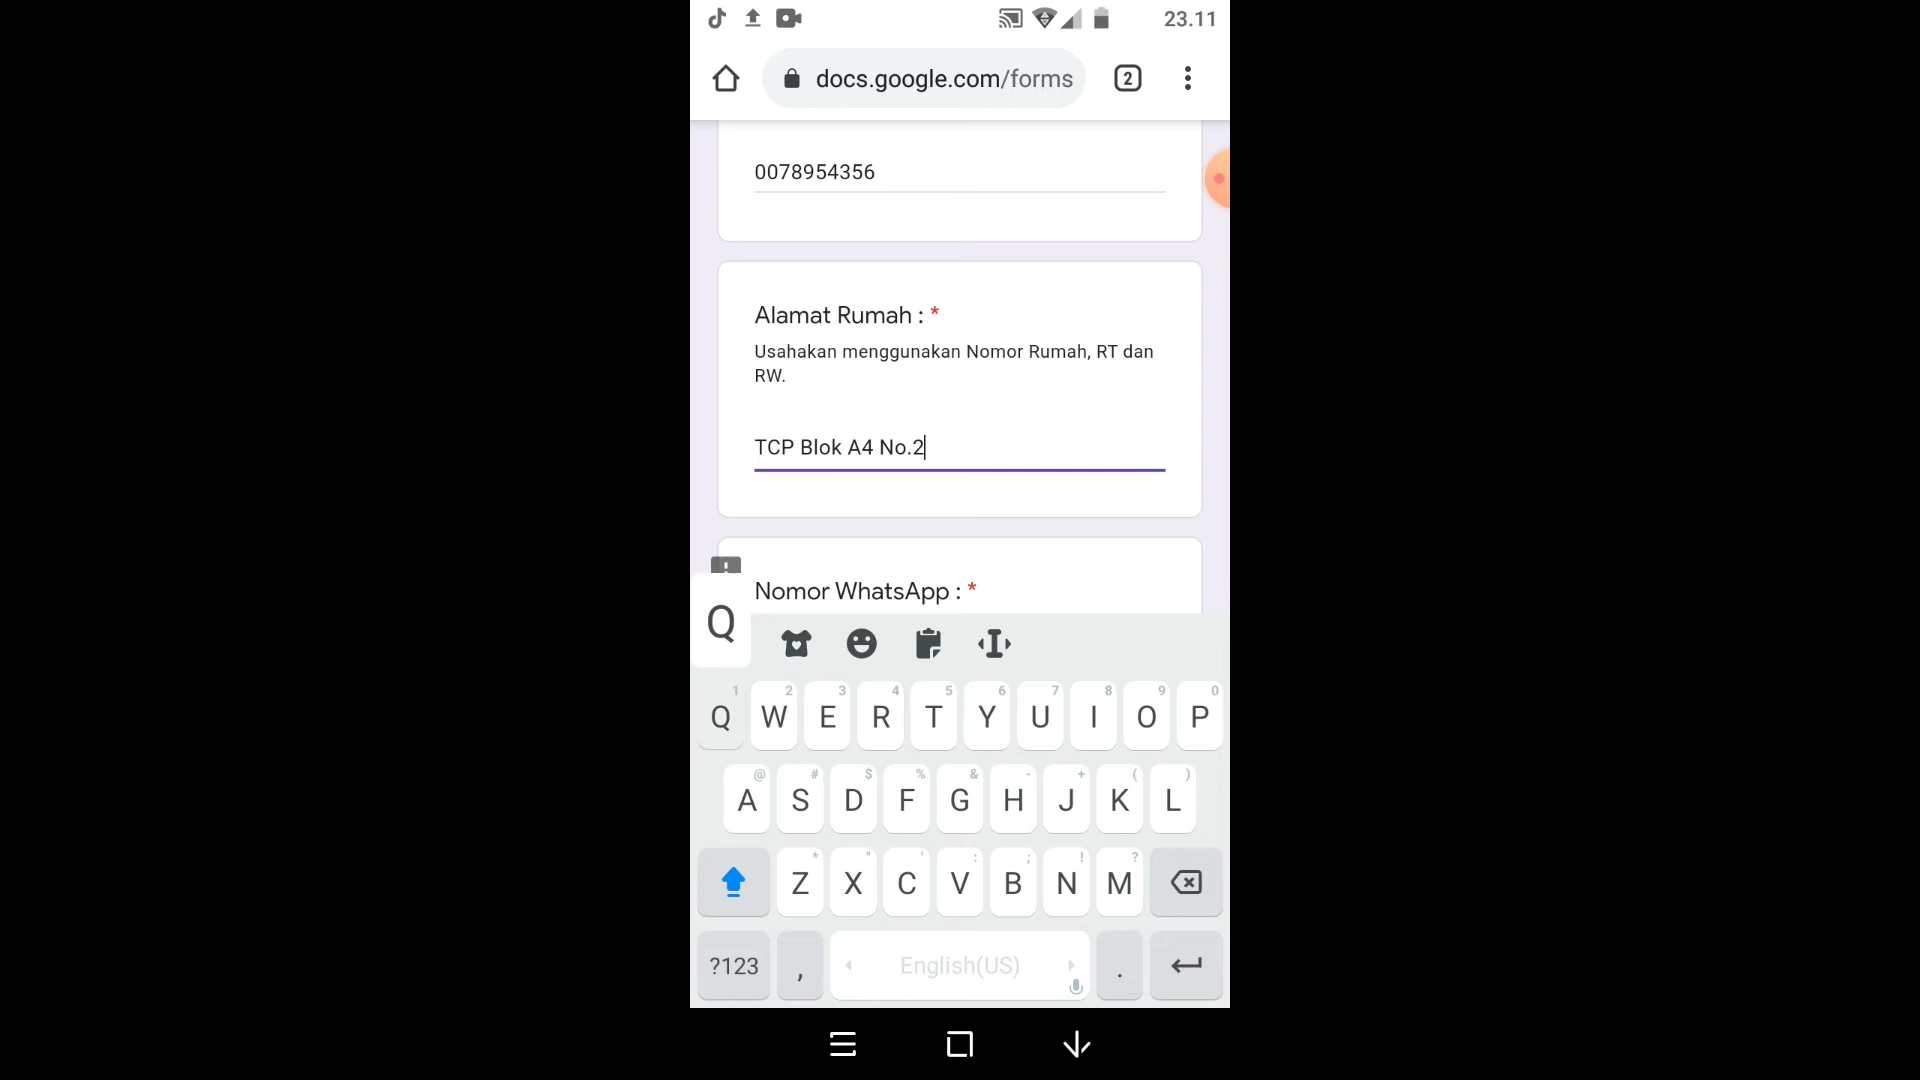 23.11
docs.google.com/forms
2
0078954356
Alamat Rumah : *
Usahakan menggunakan Nomor Rumah, RT dan
RW.
TCP Blok A4 No.2
Nomor WhatsApp : *
Q
1 2 3 4 5 6 7 8 9 0
Q W E R T Y U I O P
@ # $ % & - + ( )
A S D F G H J K L
* " ' : ; ! ?
Z X C V B N M
?123 , English(US) .